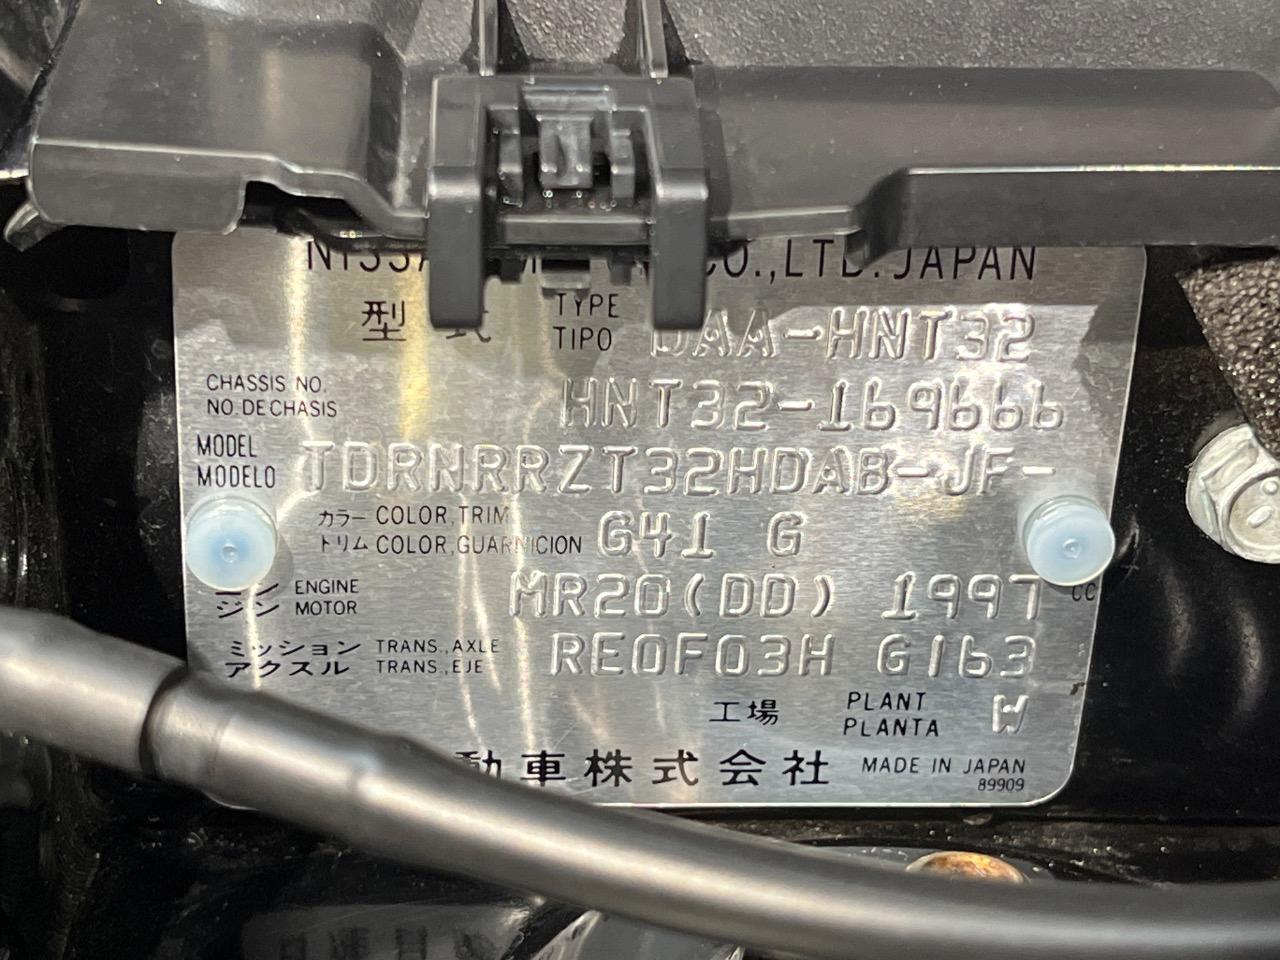 CO.,LTD. JAPAN
型式 TYPE TIPO DAA-HNT32
CHASSIS NO.
NO. DE CHASIS
HNT32-169666
MODEL
MODELO
TDRNRRZT32HDAB-JF-
カラー COLOR,TRIM
トリム COLOR,GUARNICION
G41 G
ENGINE
MOTOR
MR20(DD) 1997 CC
ミッション TRANS.,AXLE
アクスル TRANS.,EJE
RE0F03H G163
工場 PLANT
PLANTA
W
動車株式会社 MADE IN JAPAN
89909